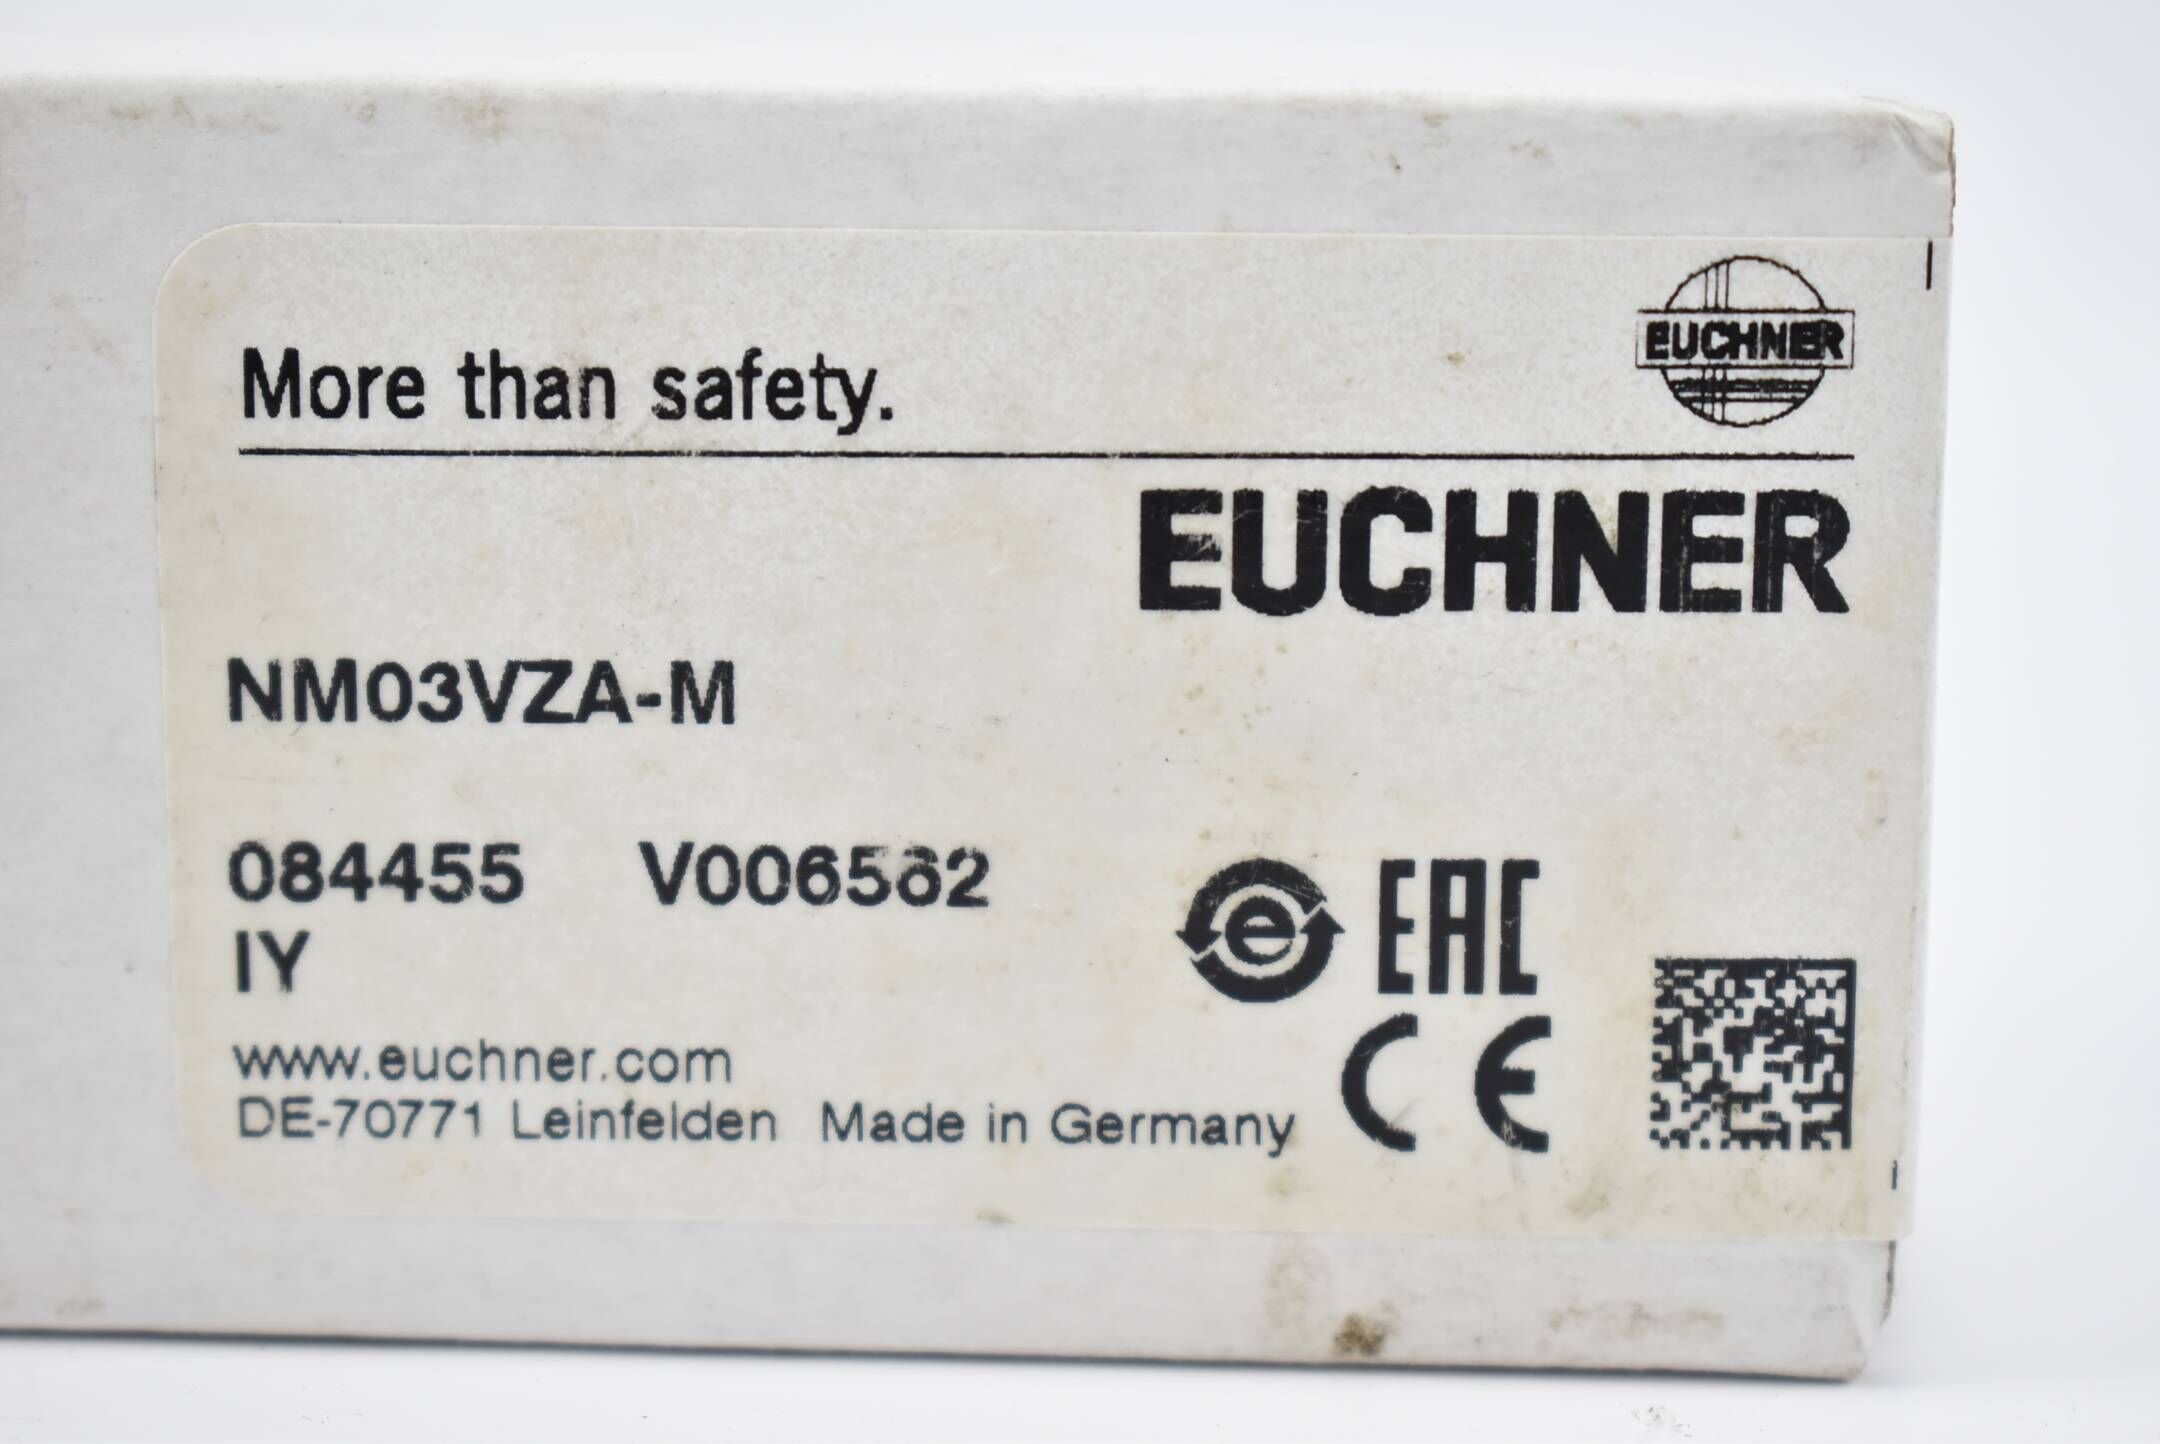 More than safety.
EUCHNER
EUCHNER
NM03VZA-M
084455
IY
www.euchner.com
DE-70771 Leinfelden Made in Germany
e
EAC
CE